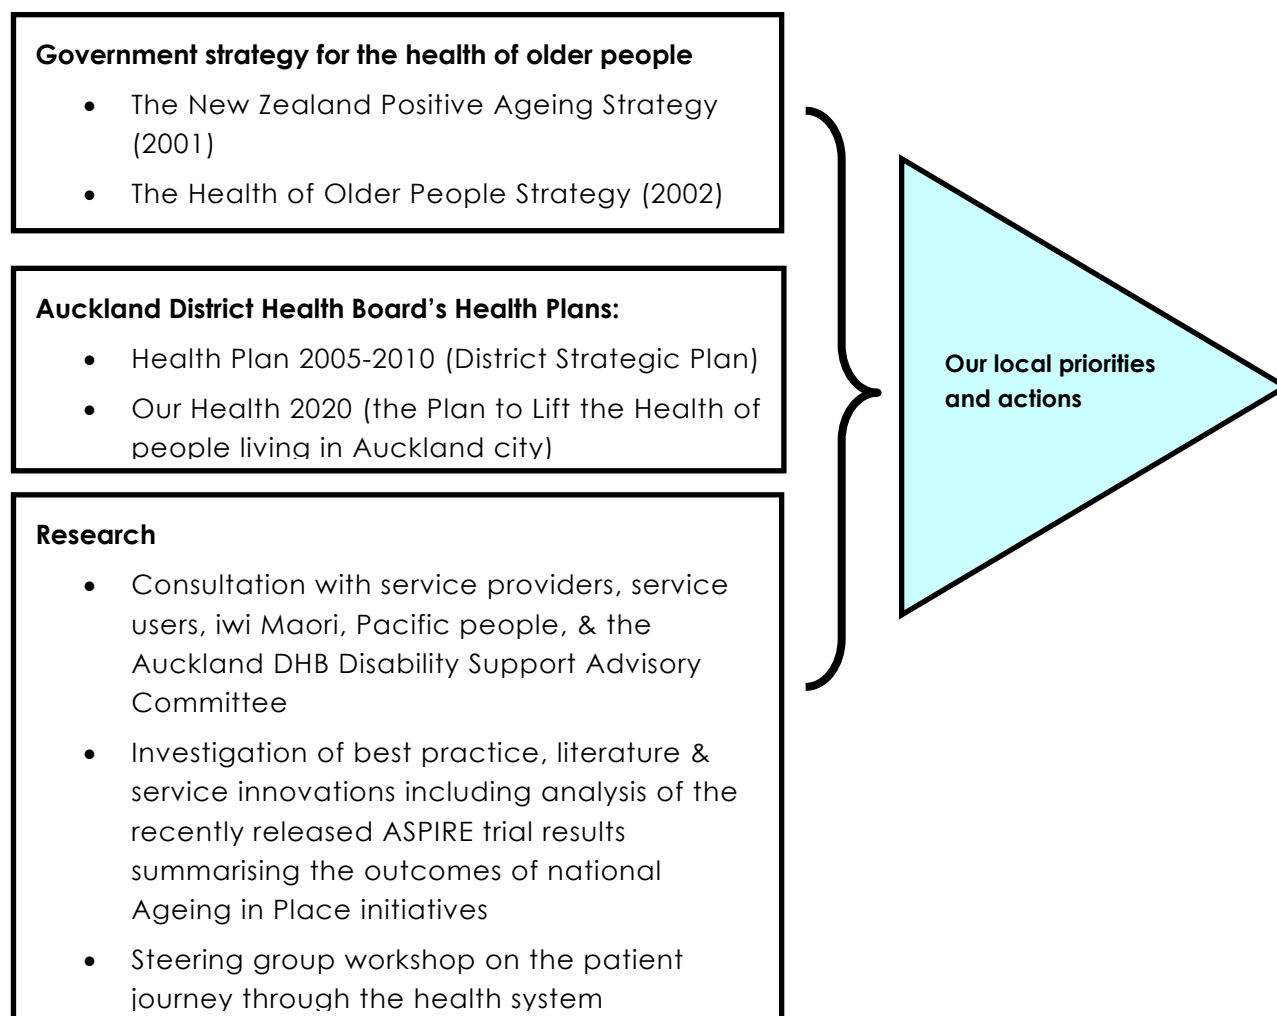 Government strategy for the health of older people
• The New Zealand Positive Ageing Strategy
(2001)
• The Health of Older People Strategy (2002)
Auckland District Health Board’s Health Plans:
• Health Plan 2005-2010 (District Strategic Plan)
• Our Health 2020 (the Plan to Lift the Health of
people living in Auckland city)
Research
• Consultation with service providers, service
users, iwi Maori, Pacific people, & the
Auckland DHB Disability Support Advisory
Committee
• Investigation of best practice, literature &
service innovations including analysis of the
recently released ASPIRE trial results
summarising the outcomes of national
Ageing in Place initiatives
• Steering group workshop on the patient
journey through the health system
Our local priorities
and actions